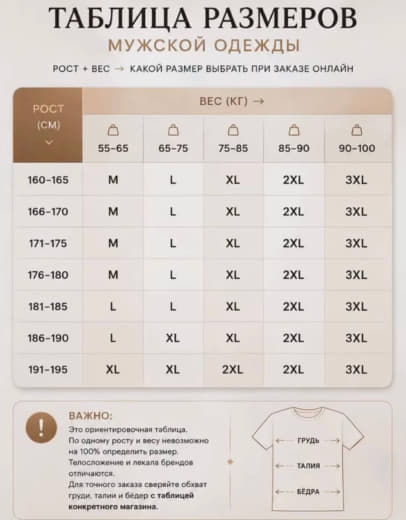 ТАБЛИЦА РАЗМЕРОВ
МУЖСКОЙ ОДЕЖДЫ
РОСТ + ВЕС → КАКОЙ РАЗМЕР ВЫБРАТЬ ПРИ ЗАКАЗЕ ОНЛАЙН
РОСТ (СМ)
ВЕС (КГ) →
55–65 65–75 75–85 85–90 90–100
160–165 M L XL 2XL 3XL
166–170 M L XL 2XL 3XL
171–175 M L XL 2XL 3XL
176–180 M L XL 2XL 3XL
181–185 L L XL 2XL 3XL
186–190 L XL XL 2XL 3XL
191–195 XL XL 2XL 2XL 3XL
ВАЖНО:
Это ориентировочная таблица.
По одному росту и весу невозможно
на 100% определить размер.
Телосложение и лекала брендов
отличаются.
Для точного заказа сверяйте обхват
груди, талии и бёдер с таблицей
конкретного магазина.
ГРУДЬ
ТАЛИЯ
БЁДРА